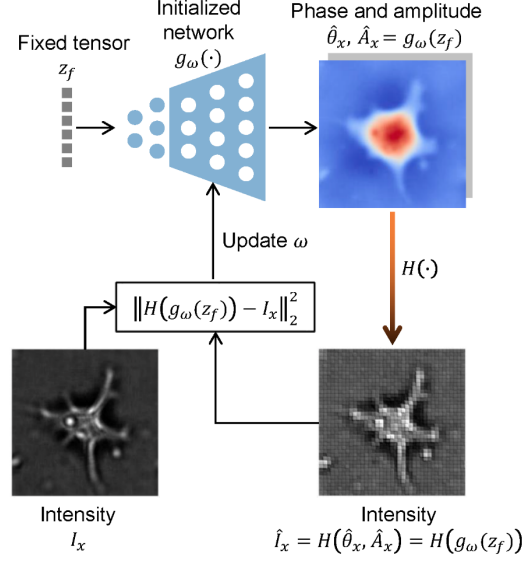 Fixed tensor
z_f
Initialized
network
g_ω(·)
Phase and amplitude
θ̂_x, Â_x = g_ω(z_f)
Update ω
H(·)
‖H(g_ω(z_f)) − I_x‖₂²
Intensity
I_x
Intensity
Î_x = H(θ̂_x, Â_x) = H(g_ω(z_f))